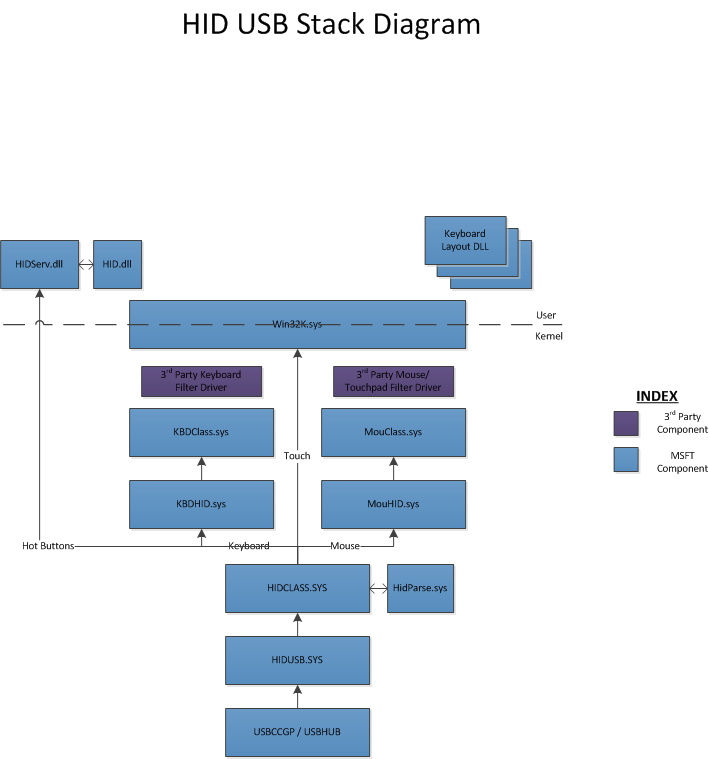 HID USB Stack Diagram
Keyboard
Layout DLL
HIDServ.dll
HID.dll
Win32K.sys
User
Kernel
3rd Party Keyboard
Filter Driver
3rd Party Mouse/
Touchpad Filter Driver
INDEX
3rd Party
Component
MSFT
Component
KBDClass.sys
MouClass.sys
Touch
KBDHID.sys
MouHID.sys
Hot Buttons
Keyboard
Mouse
HIDCLASS.SYS
HidParse.sys
HIDUSB.SYS
USBCCGP / USBHUB